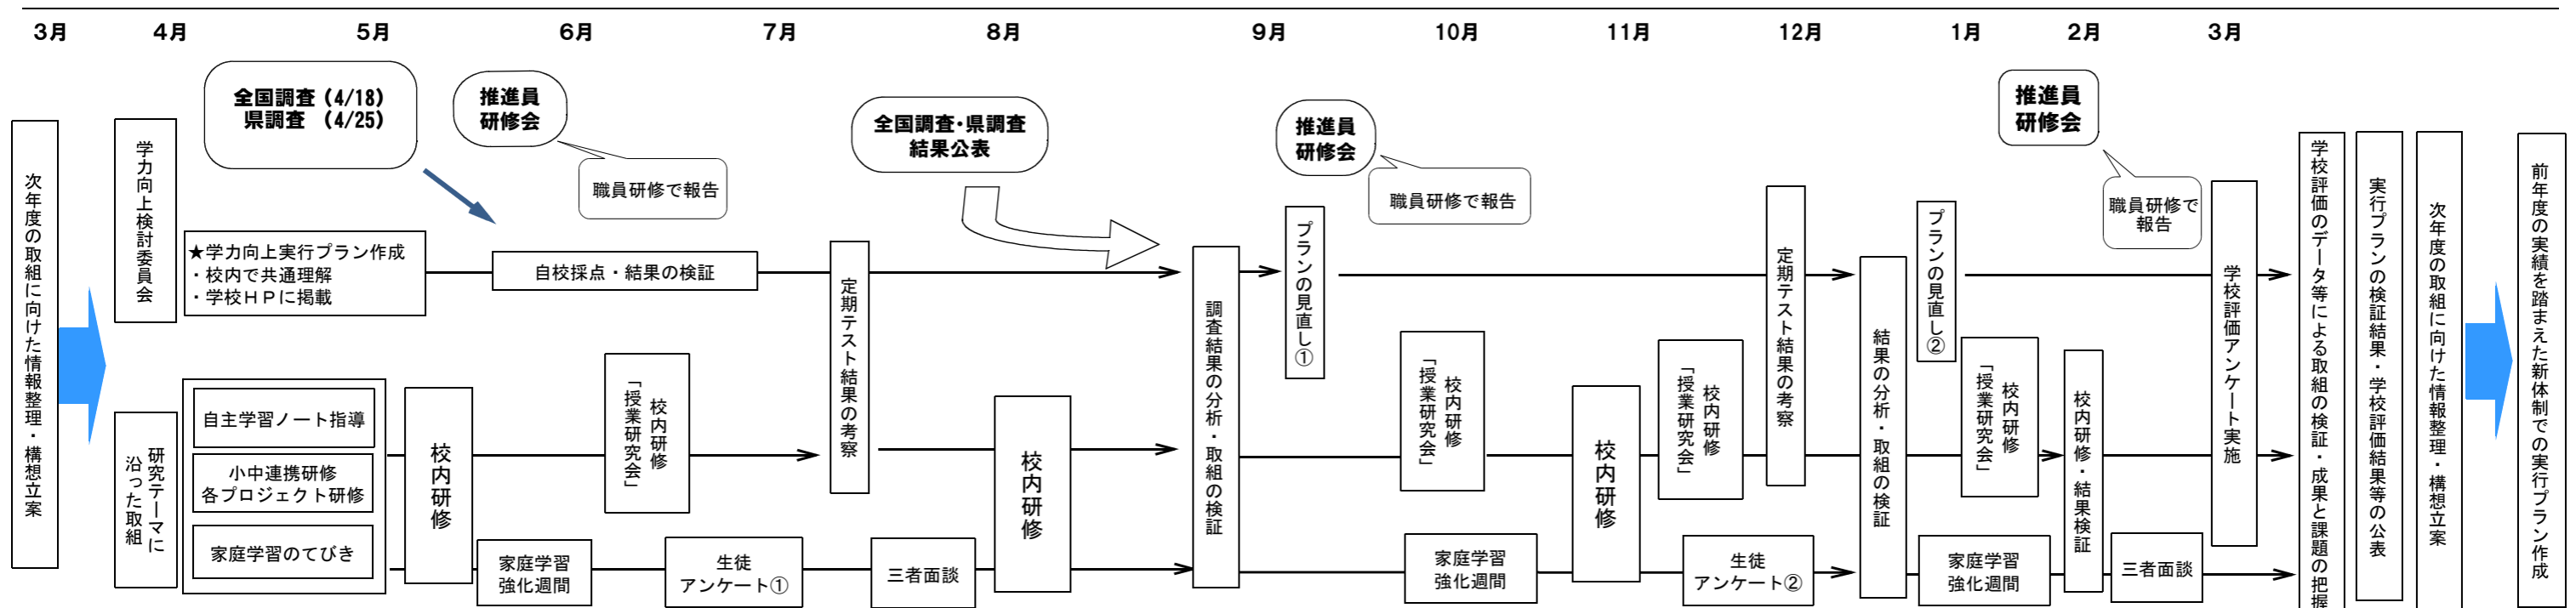 3月
4月
5月
6月
7月
8月
9月
10月
11月
12月
1月
2月
3月
次年度の取組に向けた情報整理・構想立案
学力向上検討委員会
全国調査（4/18）
県調査　（4/25）
推進員
研修会
職員研修で報告
★学力向上実行プラン作成
・校内で共通理解
・学校ＨＰに掲載
自校採点・結果の検証
研究テーマに
沿った取組
自主学習ノート指導
小中連携研修
各プロジェクト研修
家庭学習のてびき
校内研修
家庭学習
強化週間
校内研修
「授業研究会」
生徒
アンケート①
定期テスト結果の考察
全国調査・県調査
結果公表
三者面談
校内研修
調査結果の分析・取組の検証
プランの見直し①
推進員
研修会
職員研修で報告
校内研修
「授業研究会」
家庭学習
強化週間
校内研修
校内研修
「授業研究会」
生徒
アンケート②
定期テスト結果の考察
結果の分析・取組の検証
プランの見直し②
校内研修
「授業研究会」
家庭学習
強化週間
推進員
研修会
職員研修で
報告
校内研修・結果検証
三者面談
学校評価アンケート実施
学校評価のデータ等による取組の検証・成果と課題の把握
実行プランの検証結果・学校評価結果等の公表
次年度の取組に向けた情報整理・構想立案
前年度の実績を踏まえた新体制での実行プラン作成